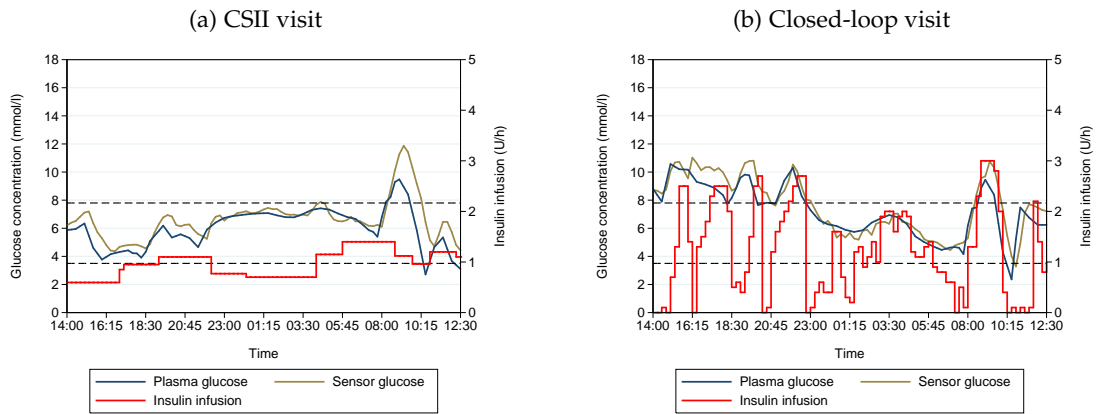 (a) CSII visit
Glucose concentration (mmol/l)
18
16
14
12
10
8
6
4
2
0
5
4
3
2
1
0
Insulin infusion (U/h)
14:00 16:15 18:30 20:45 23:00 01:15 03:30 05:45 08:00 10:15 12:30
Time
Plasma glucose Sensor glucose
Insulin infusion
(b) Closed-loop visit
Glucose concentration (mmol/l)
18
16
14
12
10
8
6
4
2
0
5
4
3
2
1
0
Insulin infusion (U/h)
14:00 16:15 18:30 20:45 23:00 01:15 03:30 05:45 08:00 10:15 12:30
Time
Plasma glucose Sensor glucose
Insulin infusion